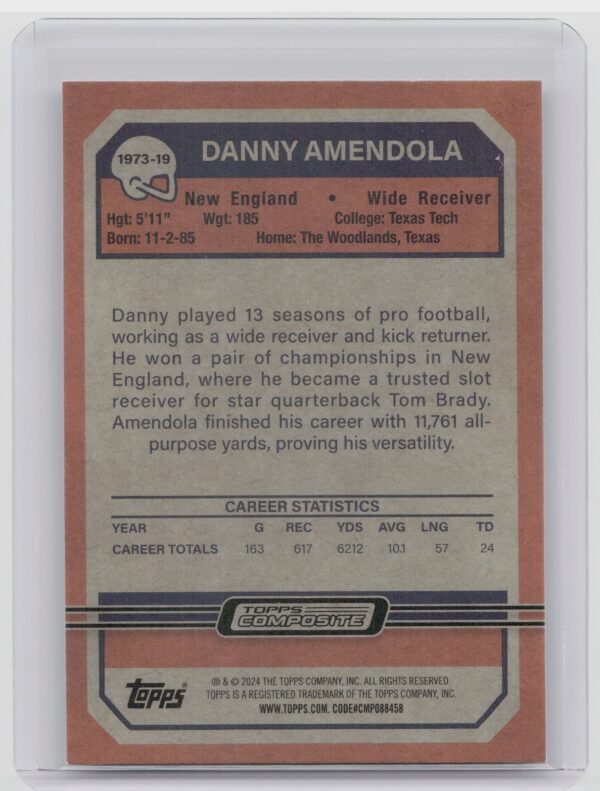 1973-19
DANNY AMENDOLA
New England • Wide Receiver
Hgt: 5'11" Wgt: 185 College: Texas Tech
Born: 11-2-85 Home: The Woodlands, Texas
Danny played 13 seasons of pro football,
working as a wide receiver and kick returner.
He won a pair of championships in New
England, where he became a trusted slot
receiver for star quarterback Tom Brady.
Amendola finished his career with 11,761 all-
purpose yards, proving his versatility.
CAREER STATISTICS
YEAR G REC YDS AVG LNG TD
CAREER TOTALS 163 617 6212 10.1 57 24
TOPPS
COMPOSITE
topps®
® & © 2024 THE TOPPS COMPANY, INC. ALL RIGHTS RESERVED.
TOPPS IS A REGISTERED TRADEMARK OF THE TOPPS COMPANY, INC.
WWW.TOPPS.COM. CODE#CMP088458